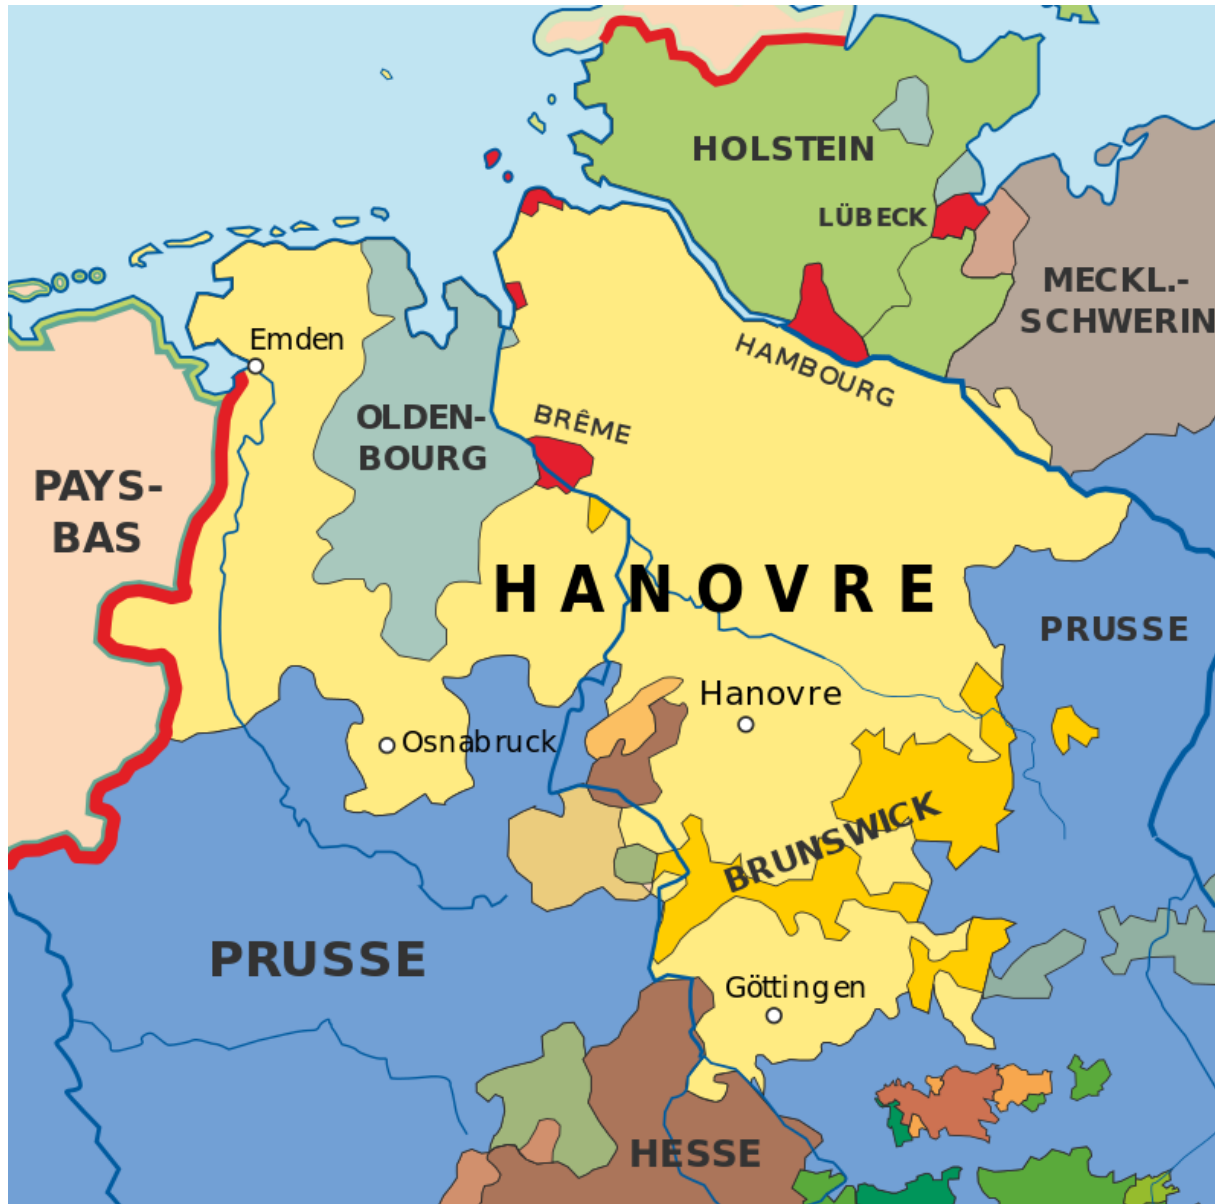 HOLSTEIN
LÜBECK
MECKL.-
SCHWERIN
Emden
HAMBOURG
OLDEN-
BOURG
BRÊME
PAYS-
BAS
HANOVRE
PRUSSE
Hanovre
Osnabruck
BRUNSWICK
PRUSSE
Göttingen
HESSE